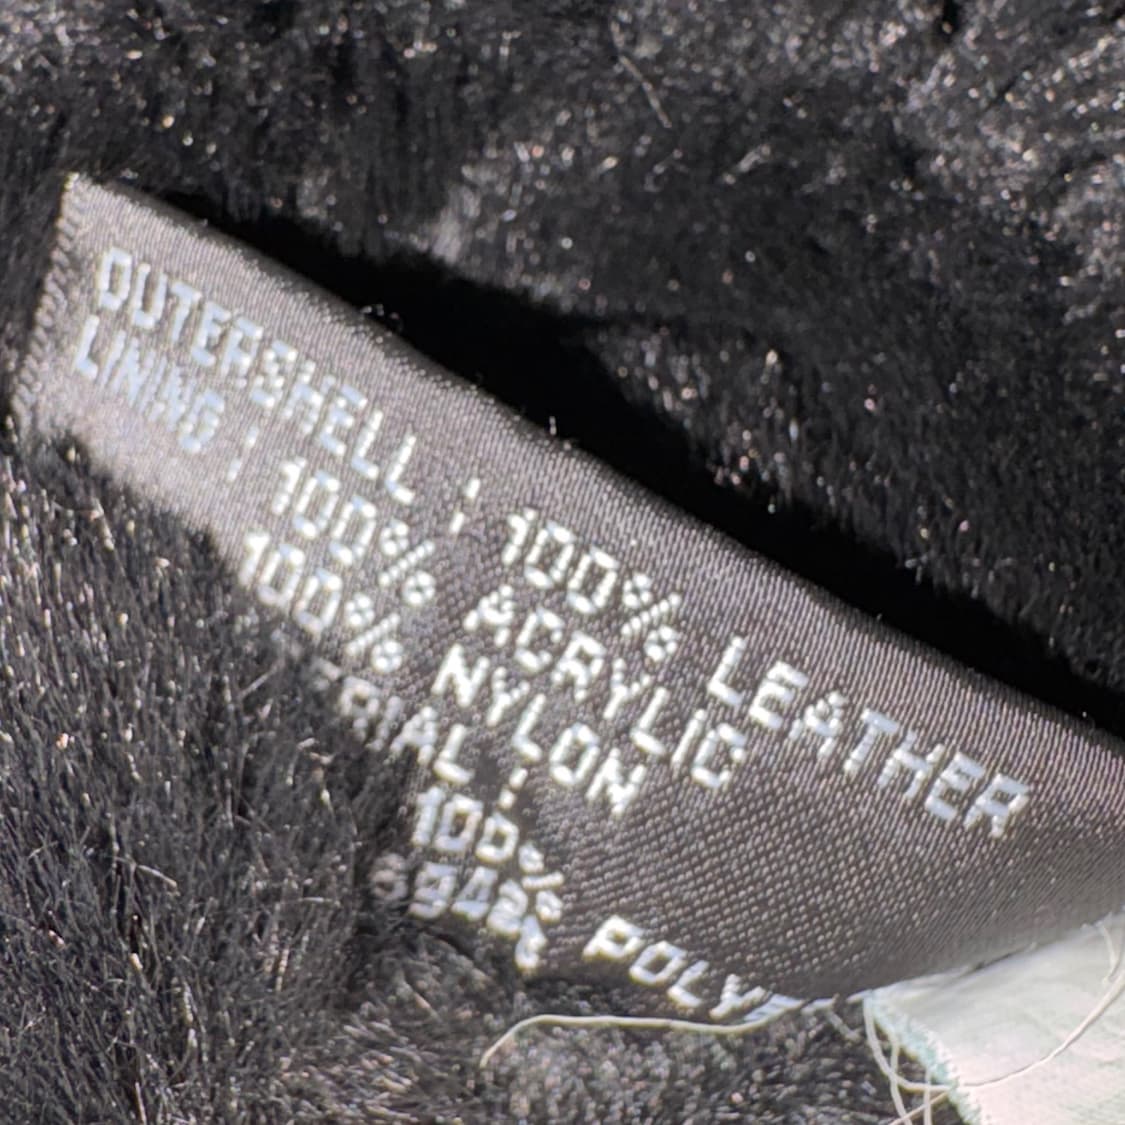 OUTERSHELL : 100% LEATHER
LINING : 100% ACRYLIC
100% NYLON
100%